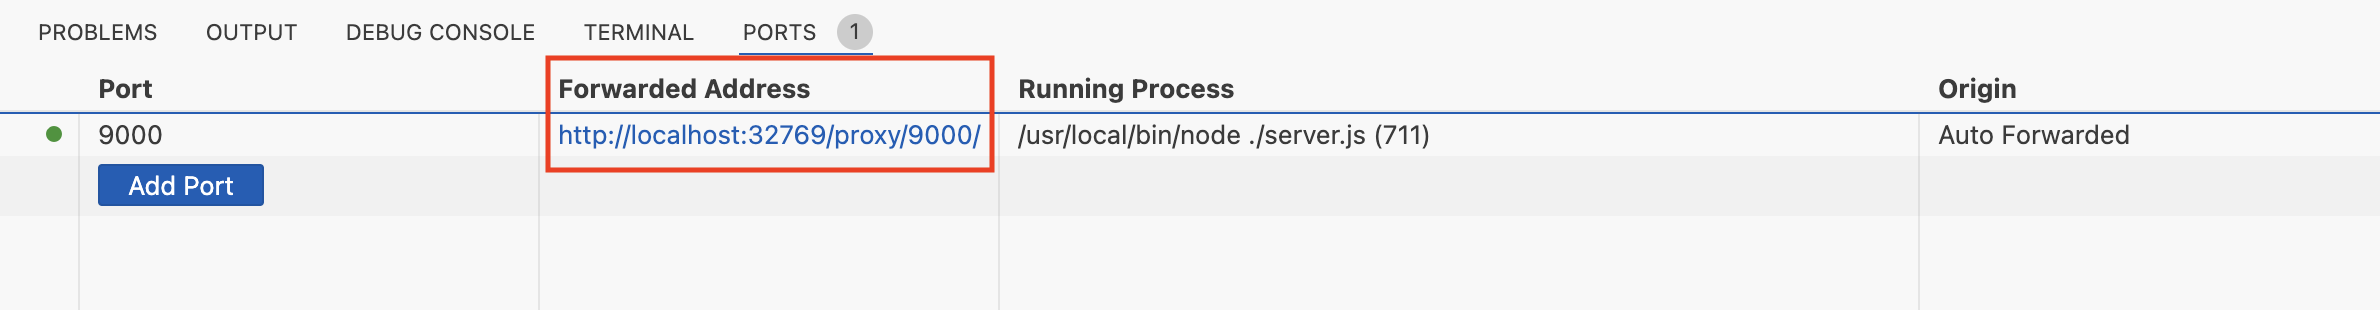 PROBLEMS OUTPUT DEBUG CONSOLE TERMINAL PORTS 1
Port Forwarded Address Running Process Origin
9000 http://localhost:32769/proxy/9000/ /usr/local/bin/node ./server.js (711) Auto Forwarded
Add Port